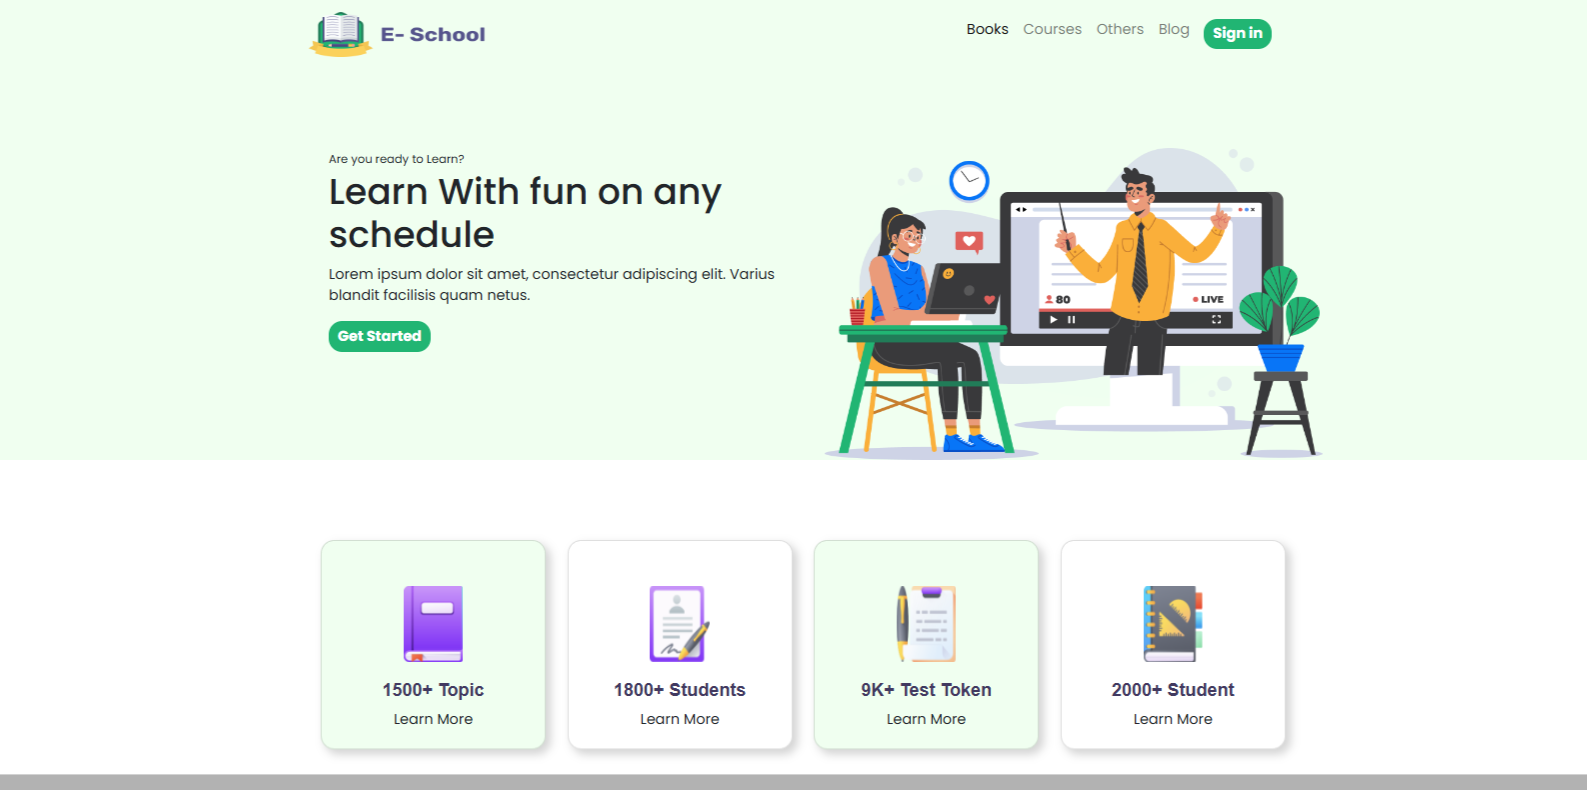 E- School
Books Courses Others Blog Sign in
Are you ready to Learn?
Learn With fun on any
schedule
Lorem ipsum dolor sit amet, consectetur adipiscing elit. Varius
blandit facilisis quam netus.
Get Started
80
LIVE
1500+ Topic
Learn More
1800+ Students
Learn More
9K+ Test Token
Learn More
2000+ Student
Learn More